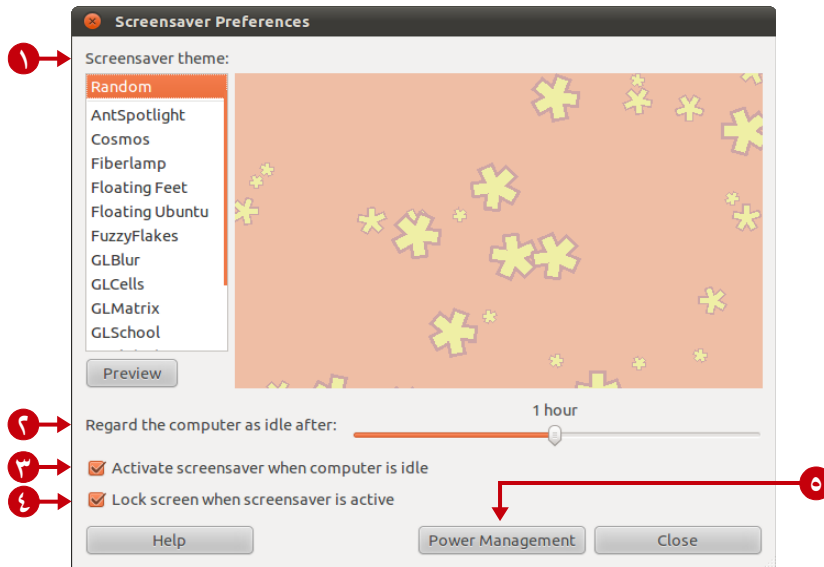 Screensaver Preferences
١ Screensaver theme:
Random
AntSpotlight
Cosmos
Fiberlamp
Floating Feet
Floating Ubuntu
FuzzyFlakes
GLBlur
GLCells
GLMatrix
GLSchool
Preview
1 hour
٢ Regard the computer as idle after:
٣ Activate screensaver when computer is idle
٤ Lock screen when screensaver is active
٥
Help Power Management Close